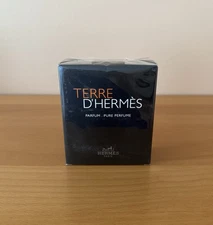 TERRE
D'HERMÈS
PARFUM · PURE PERFUME
HERMÈS